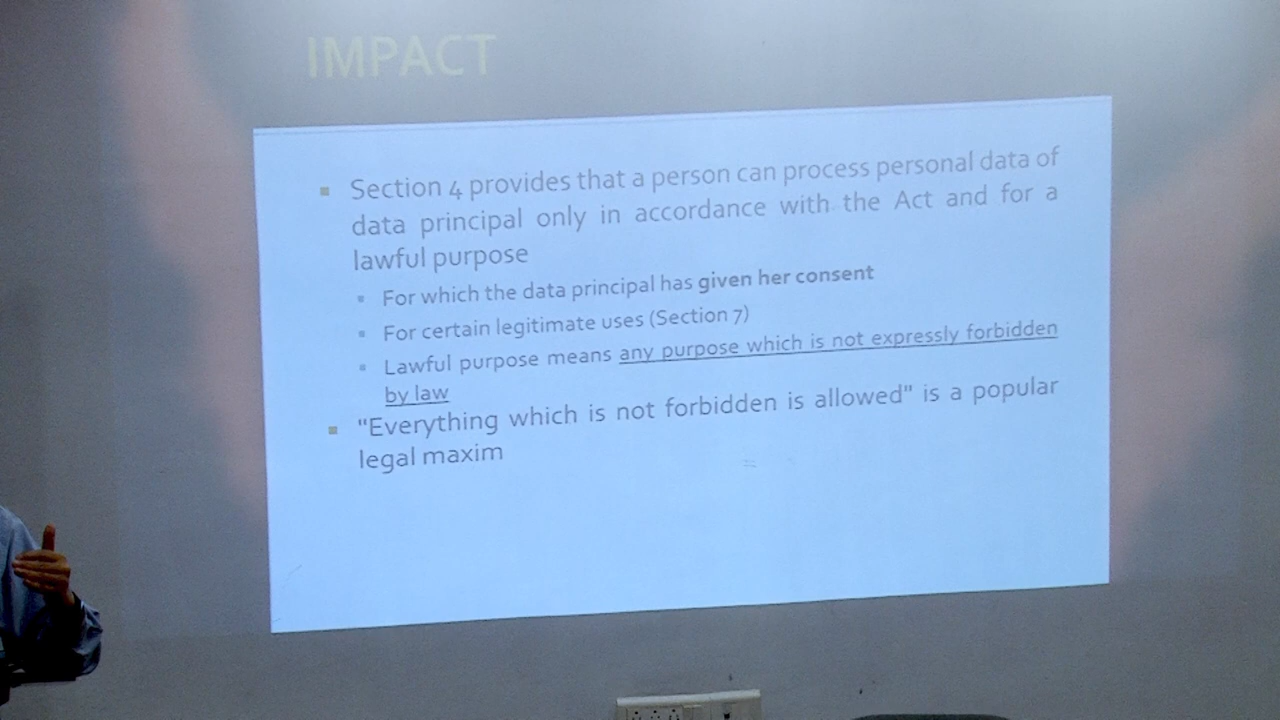 IMPACT
Section 4 provides that a person can process personal data of
data principal only in accordance with the Act and for a
lawful purpose
For which the data principal has given her consent
For certain legitimate uses (Section 7)
Lawful purpose means any purpose which is not expressly forbidden
by law
"Everything which is not forbidden is allowed" is a popular
legal maxim